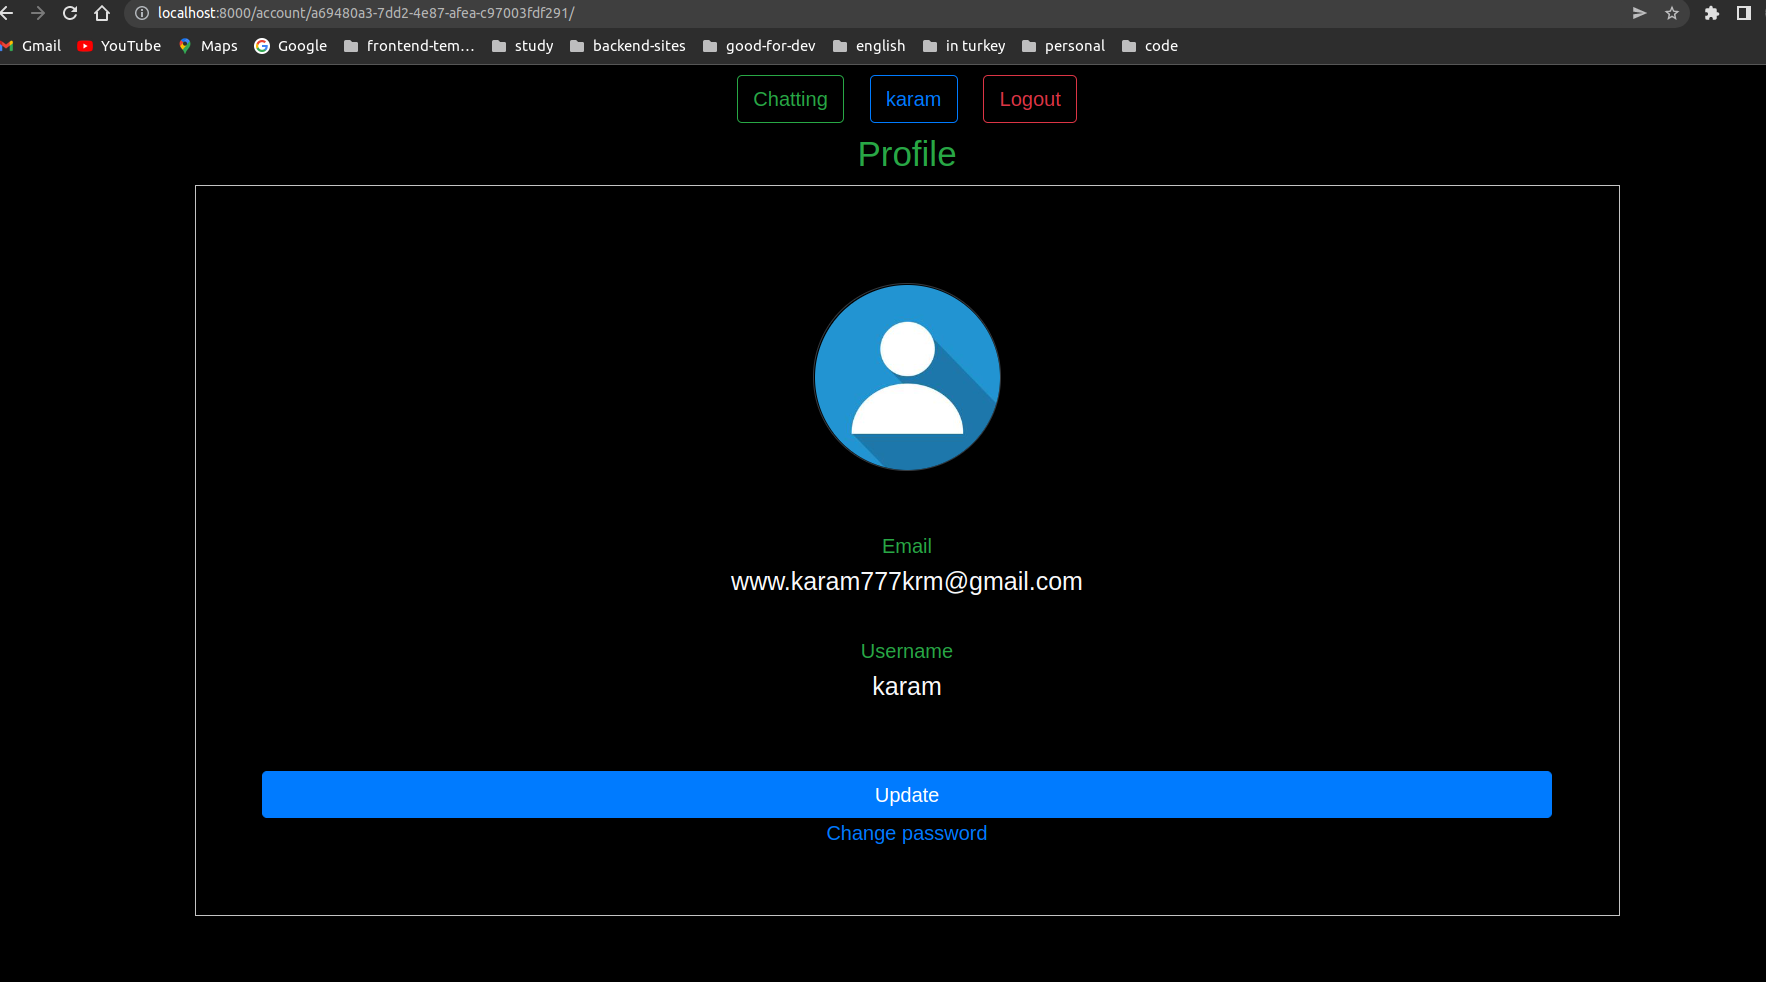 localhost:8000/account/a69480a3-7dd2-4e87-afea-c97003fdf291/
Gmail YouTube Maps Google frontend-tem... study backend-sites good-for-dev english in turkey personal code
Chatting karam Logout
Profile
Email
www.karam777krm@gmail.com
Username
karam
Update
Change password